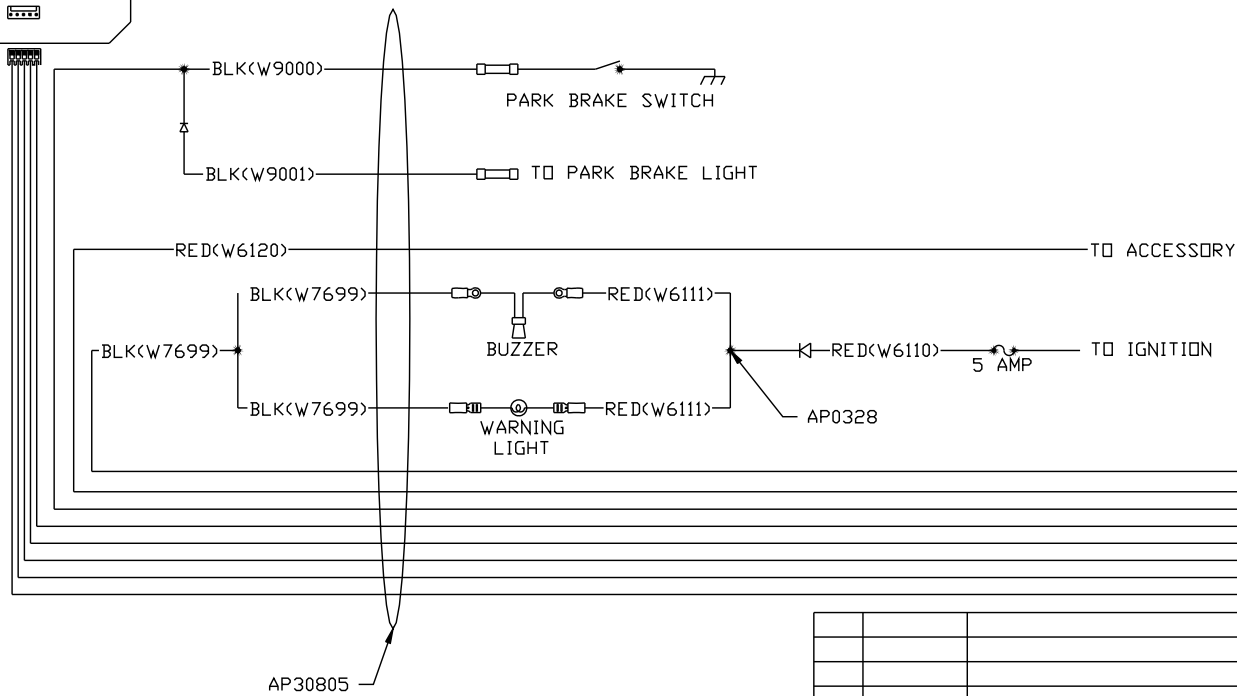 BLK(W9000)
PARK BRAKE SWITCH
BLK(W9001)
TO PARK BRAKE LIGHT
RED(W6120)
TO ACCESSORY
BLK(W7699)
RED(W6111)
BUZZER
BLK(W7699)
RED(W6110)
5 AMP
TO IGNITION
BLK(W7699)
RED(W6111)
WARNING
LIGHT
AP0328
AP30805